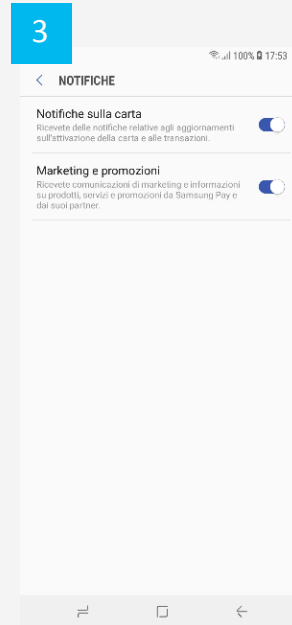 3
100% 17:53
NOTIFICHE
Notifiche sulla carta
Ricevete delle notifiche relative agli aggiornamenti
sull'attivazione della carta e alle transazioni.
Marketing e promozioni
Ricevete comunicazioni di marketing e informazioni
su prodotti, servizi e promozioni da Samsung Pay e
dai suoi partner.